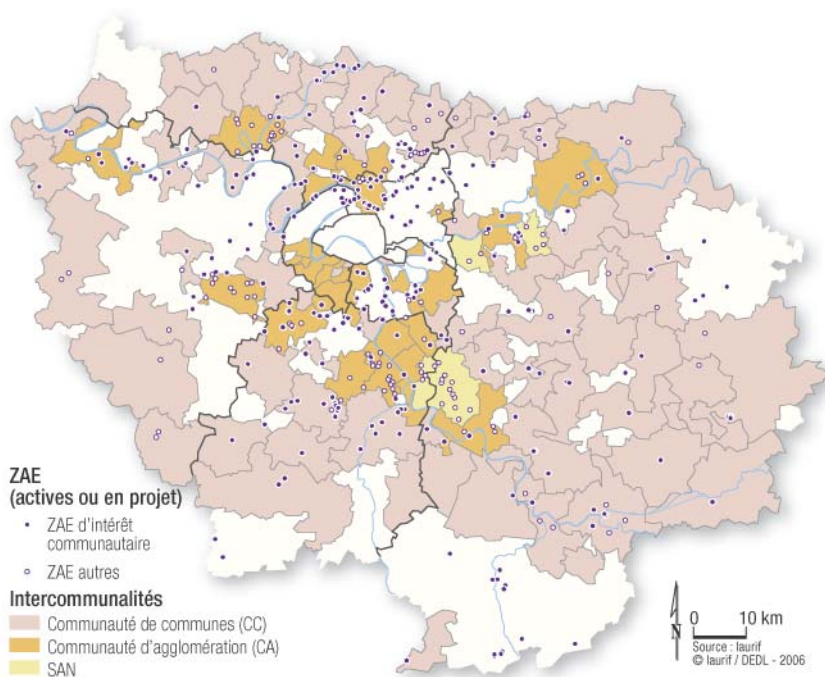 ZAE
(actives ou en projet)
ZAE d'intérêt
communautaire
ZAE autres
Intercommunalités
Communauté de communes (CC)
Communauté d'agglomération (CA)
SAN
N
0 10 km
Source : Iaurif
© Iaurif / DEDL - 2006